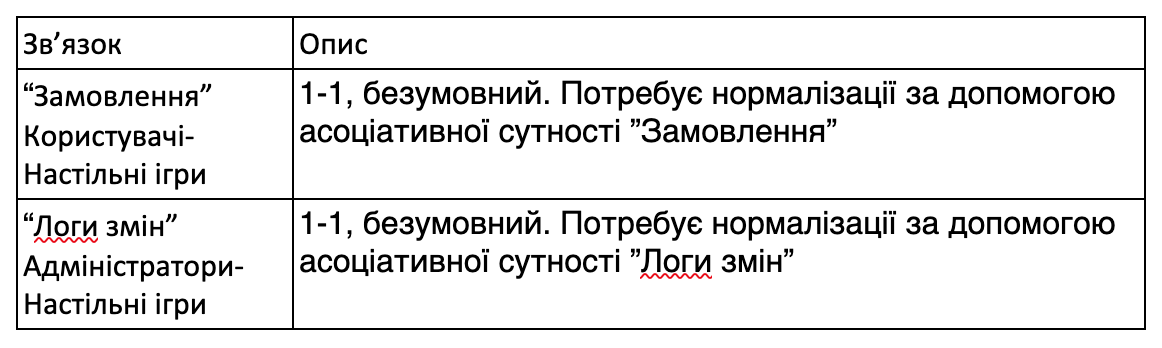 Зв’язок
Опис
“Замовлення”
Користувачі-
Настільні ігри
1-1, безумовний. Потребує нормалізації за допомогою
асоціативної сутності ”Замовлення”
“Логи змін”
Адміністратори-
Настільні ігри
1-1, безумовний. Потребує нормалізації за допомогою
асоціативної сутності ”Логи змін”